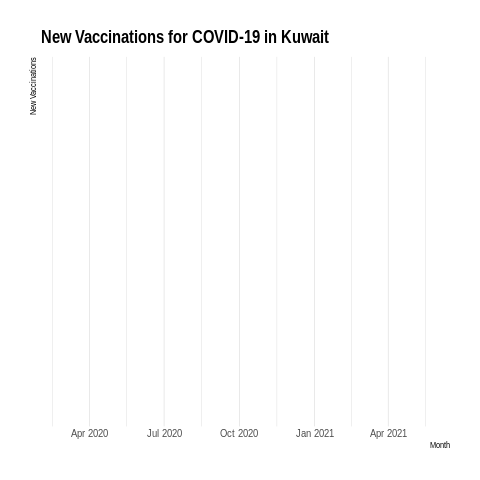 New Vaccinations for COVID-19 in Kuwait
New Vaccinations
Apr 2020
Jul 2020
Oct 2020
Jan 2021
Apr 2021
Month